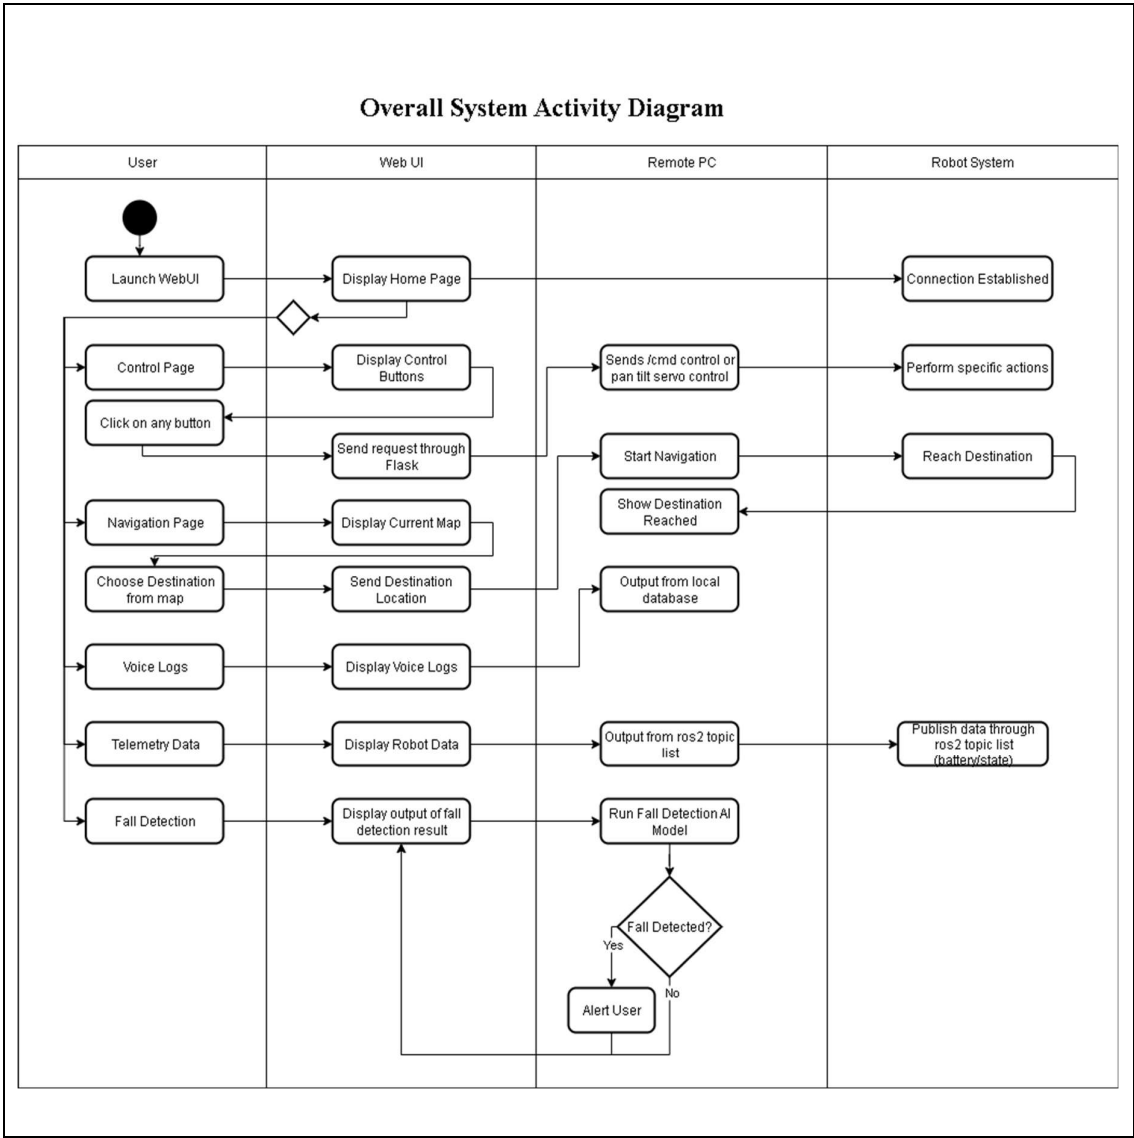 Overall System Activity Diagram
User
Web UI
Remote PC
Robot System
Launch WebUI
Display Home Page
Connection Established
Control Page
Display Control
Buttons
Sends /cmd control or
pan tilt servo control
Perform specific actions
Click on any button
Send request through
Flask
Start Navigation
Reach Destination
Navigation Page
Display Current Map
Show Destination
Reached
Choose Destination
from map
Send Destination
Location
Output from local
database
Voice Logs
Display Voice Logs
Telemetry Data
Display Robot Data
Output from ros2 topic
list
Publish data through
ros2 topic list
(battery/state)
Fall Detection
Display output of fall
detection result
Run Fall Detection AI
Model
Fall Detected?
Yes
No
Alert User